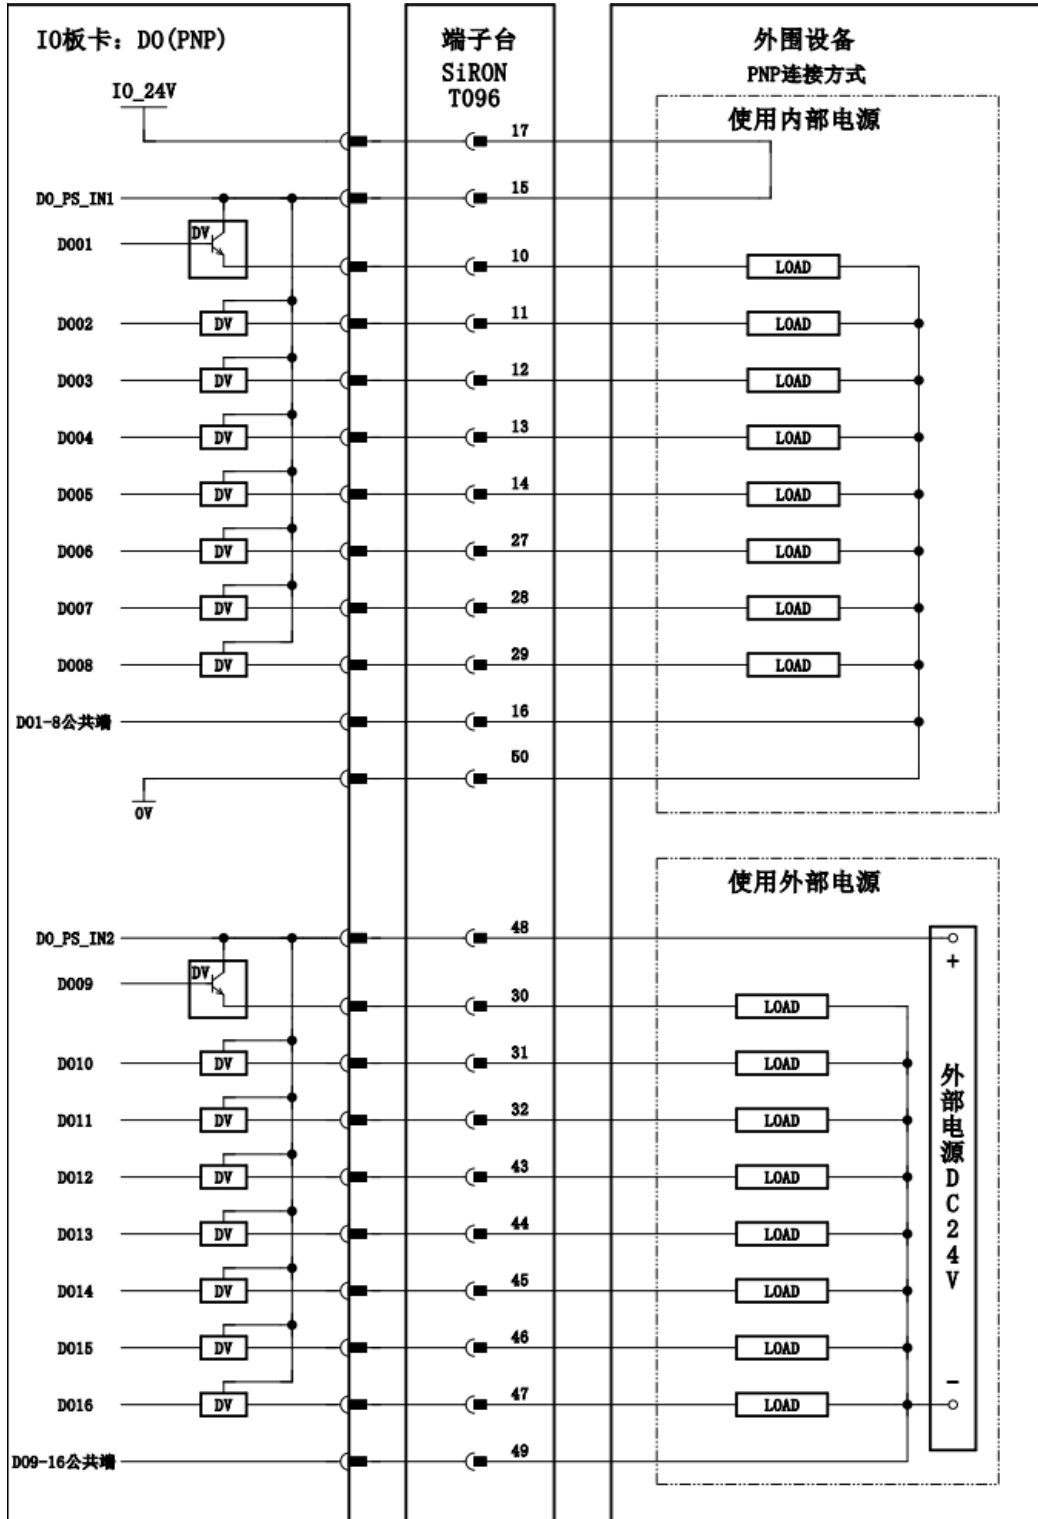 IO板卡：DO(PNP)
端子台
SiRON
T096
外围设备
PNP连接方式
IO_24V
使用内部电源
17
DO_PS_IN1
15
DO01
DV
10
LOAD
DO02
DV
11
LOAD
DO03
DV
12
LOAD
DO04
DV
13
LOAD
DO05
DV
14
LOAD
DO06
DV
27
LOAD
DO07
DV
28
LOAD
DO08
DV
29
LOAD
DO1-8公共端
16
50
0V
使用外部电源
DO_PS_IN2
48
+
DO09
DV
30
LOAD
DO10
DV
31
LOAD
DO11
DV
32
LOAD
DO12
DV
43
LOAD
DO13
DV
44
LOAD
DO14
DV
45
LOAD
DO15
DV
46
LOAD
DO16
DV
47
LOAD
−
外部电源DC24V
DO9-16公共端
49